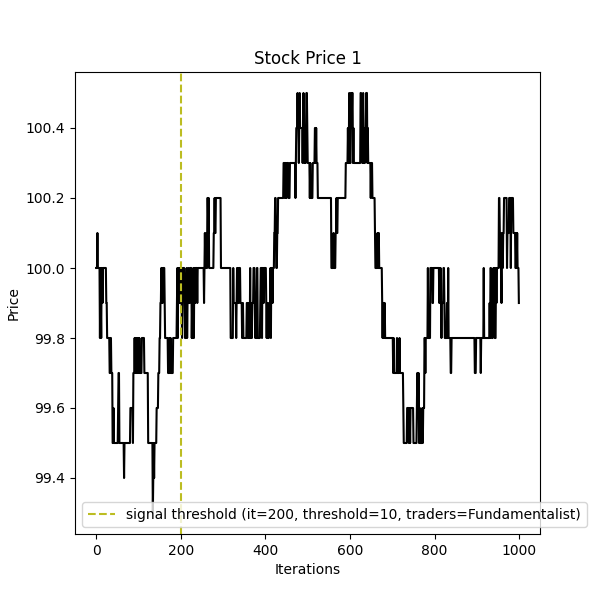 Stock Price 1
100.4
100.2
100.0
99.8
99.6
99.4
Price
signal threshold (it=200, threshold=10, traders=Fundamentalist)
0 200 400 600 800 1000
Iterations